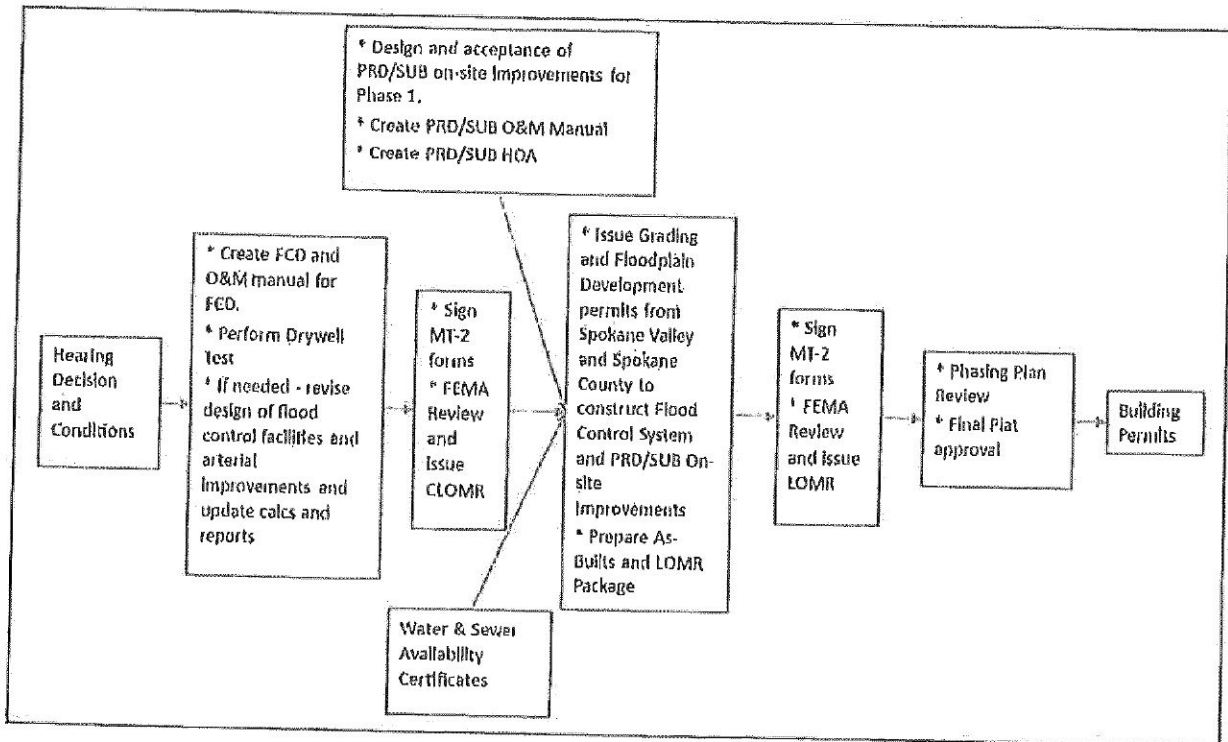 * Design and acceptance of
PRD/SUB on-site Improvements for
Phase 1.
* Create PRD/SUB O&M Manual
* Create PRD/SUB HOA
Hearing
Decision
and
Conditions
* Create FCD and
O&M manual for
FCD.
* Perform Drywell
Test
* If needed - revise
design of flood
control facilities and
arterial
Improvements and
update calcs and
reports
* Sign
MT-2
forms
* FEMA
Review
and
Issue
CLOMR
* Issue Grading
and Floodplain
Development
permits from
Spokane Valley
and Spokane
County to
construct Flood
Control System
and PRD/SUB On-
site
Improvements
* Prepare As-
Builts and LOMR
Package
* Sign
MT-2
forms
* FEMA
Review
and Issue
LOMR
* Phasing Plan
Review
* Final Plat
approval
Building
Permits
Water & Sewer
Availability
Certificates